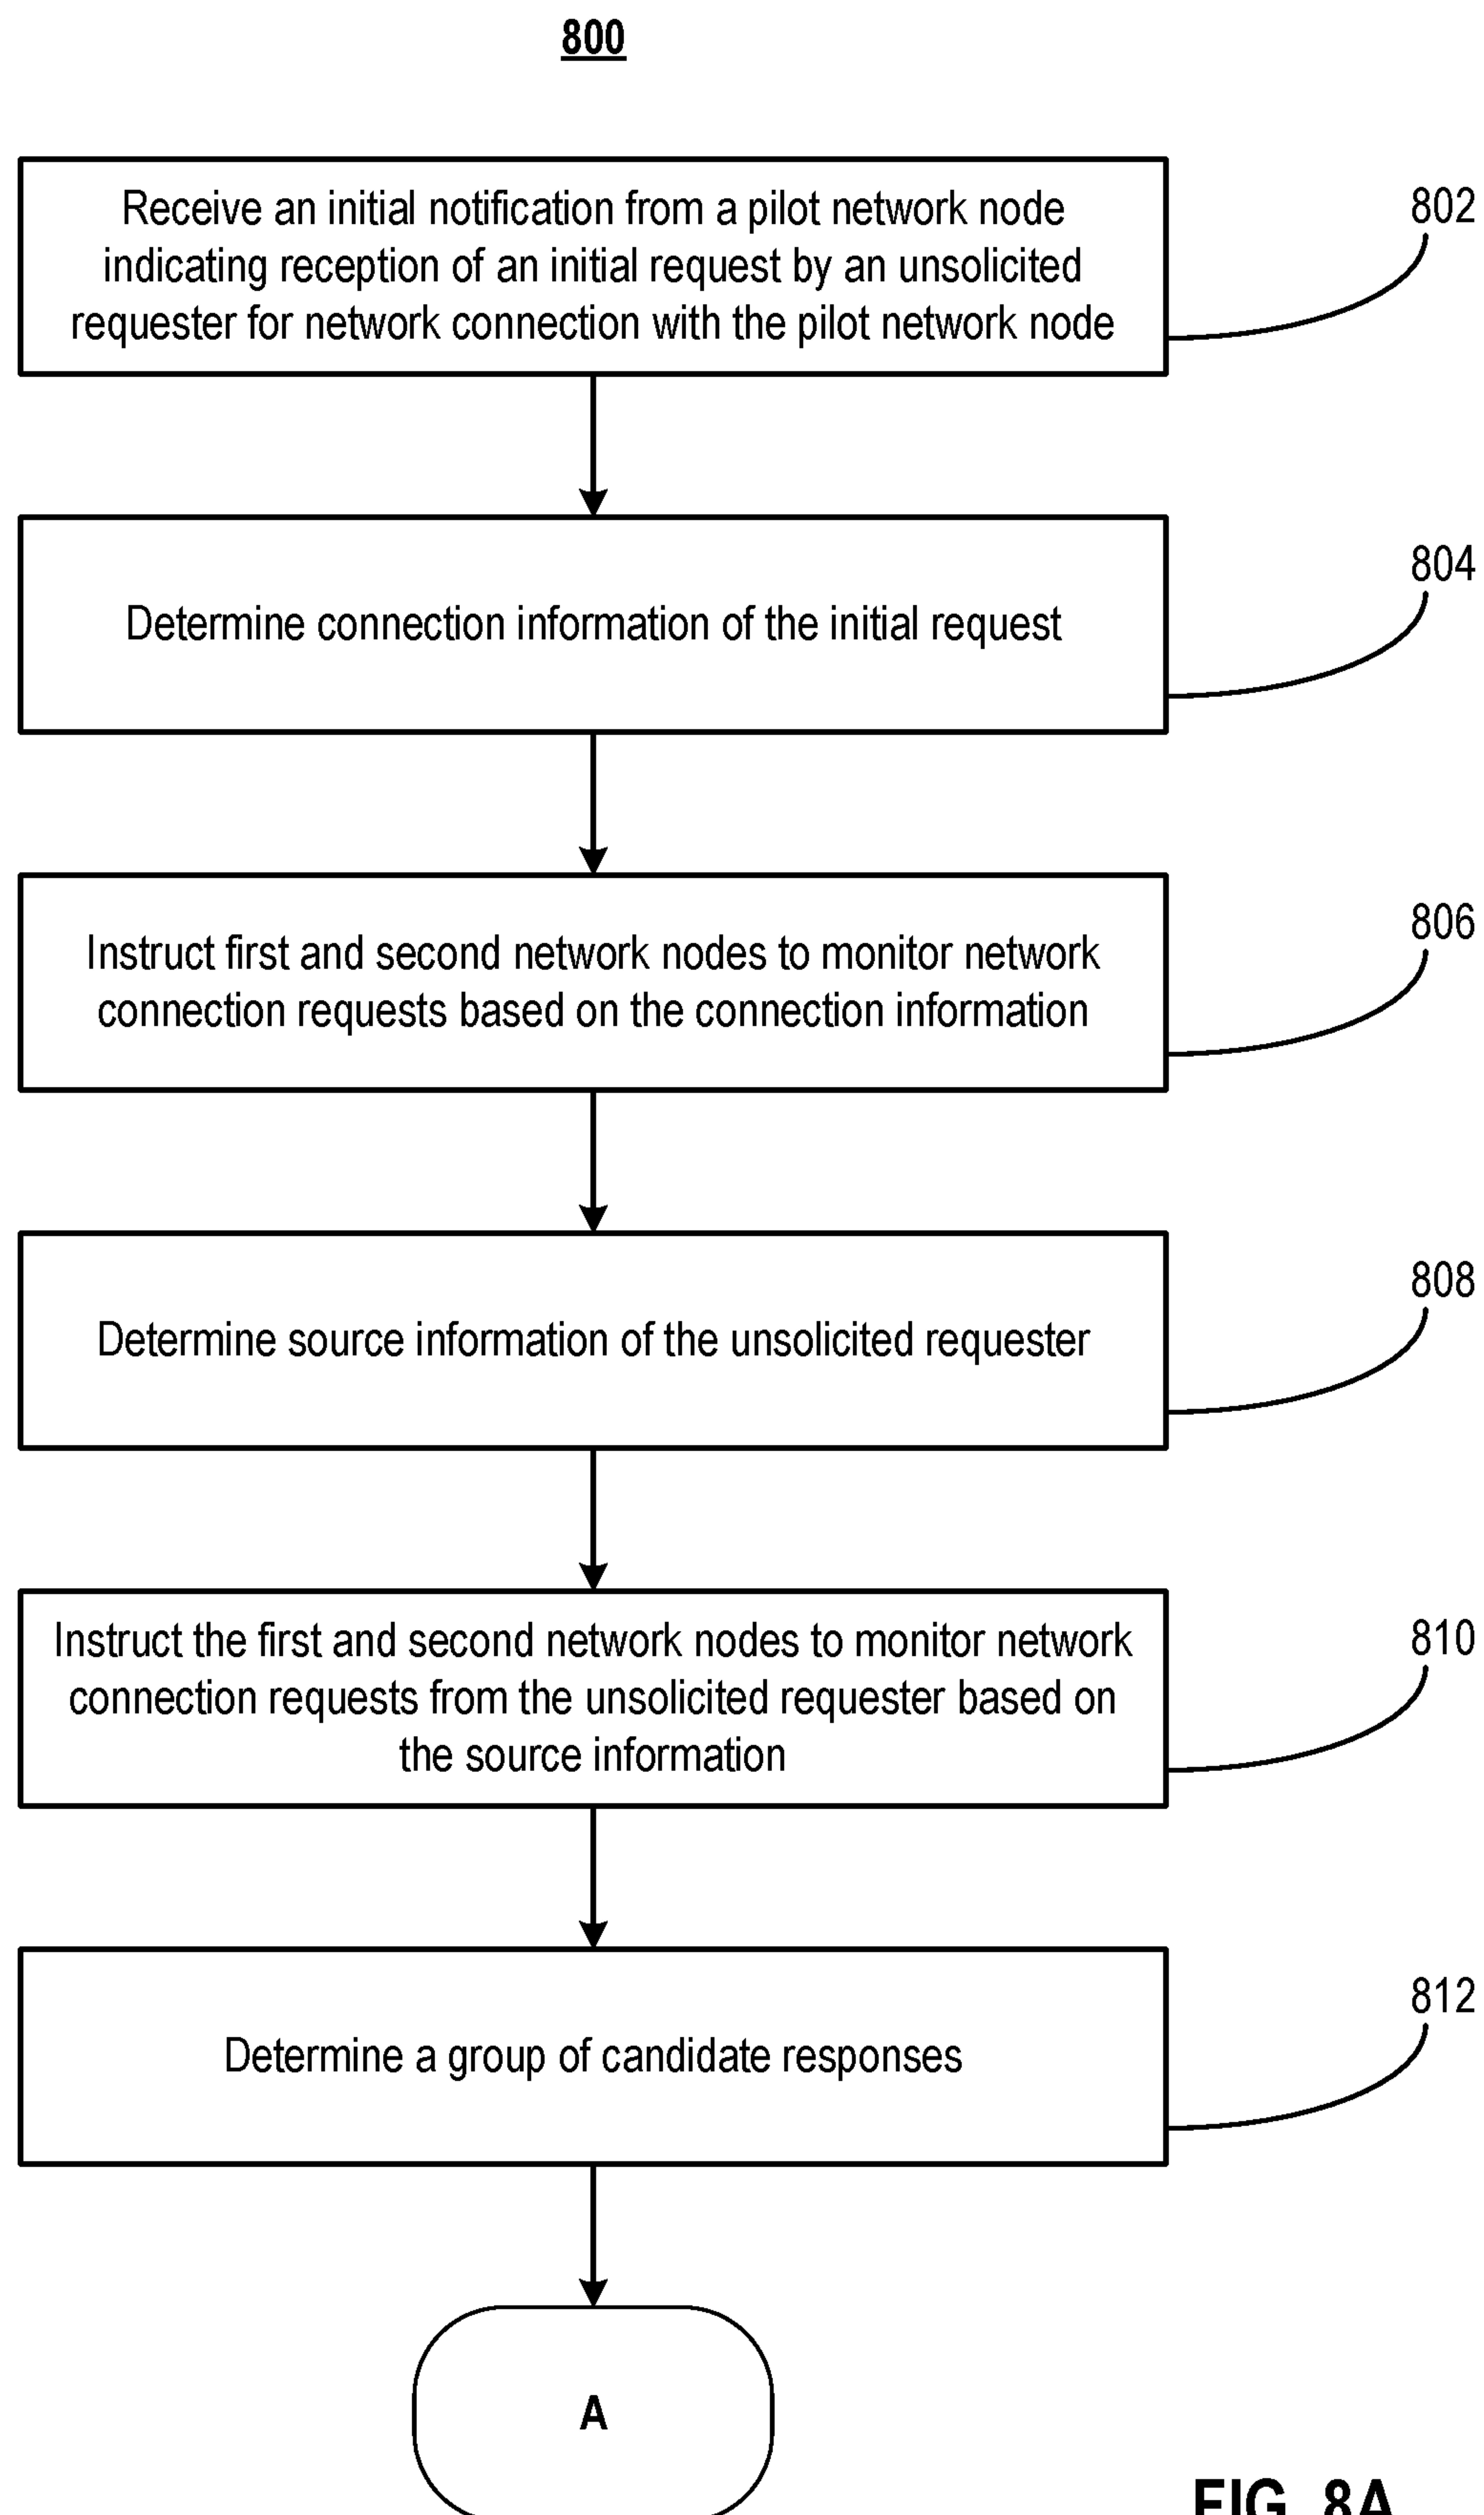 800
Receive an initial notification from a pilot network node
indicating reception of an initial request by an unsolicited
requester for network connection with the pilot network node
802
Determine connection information of the initial request
804
Instruct first and second network nodes to monitor network
connection requests based on the connection information
806
Determine source information of the unsolicited requester
808
Instruct the first and second network nodes to monitor network
connection requests from the unsolicited requester based on
the source information
810
Determine a group of candidate responses
812
A
FIG. 8A